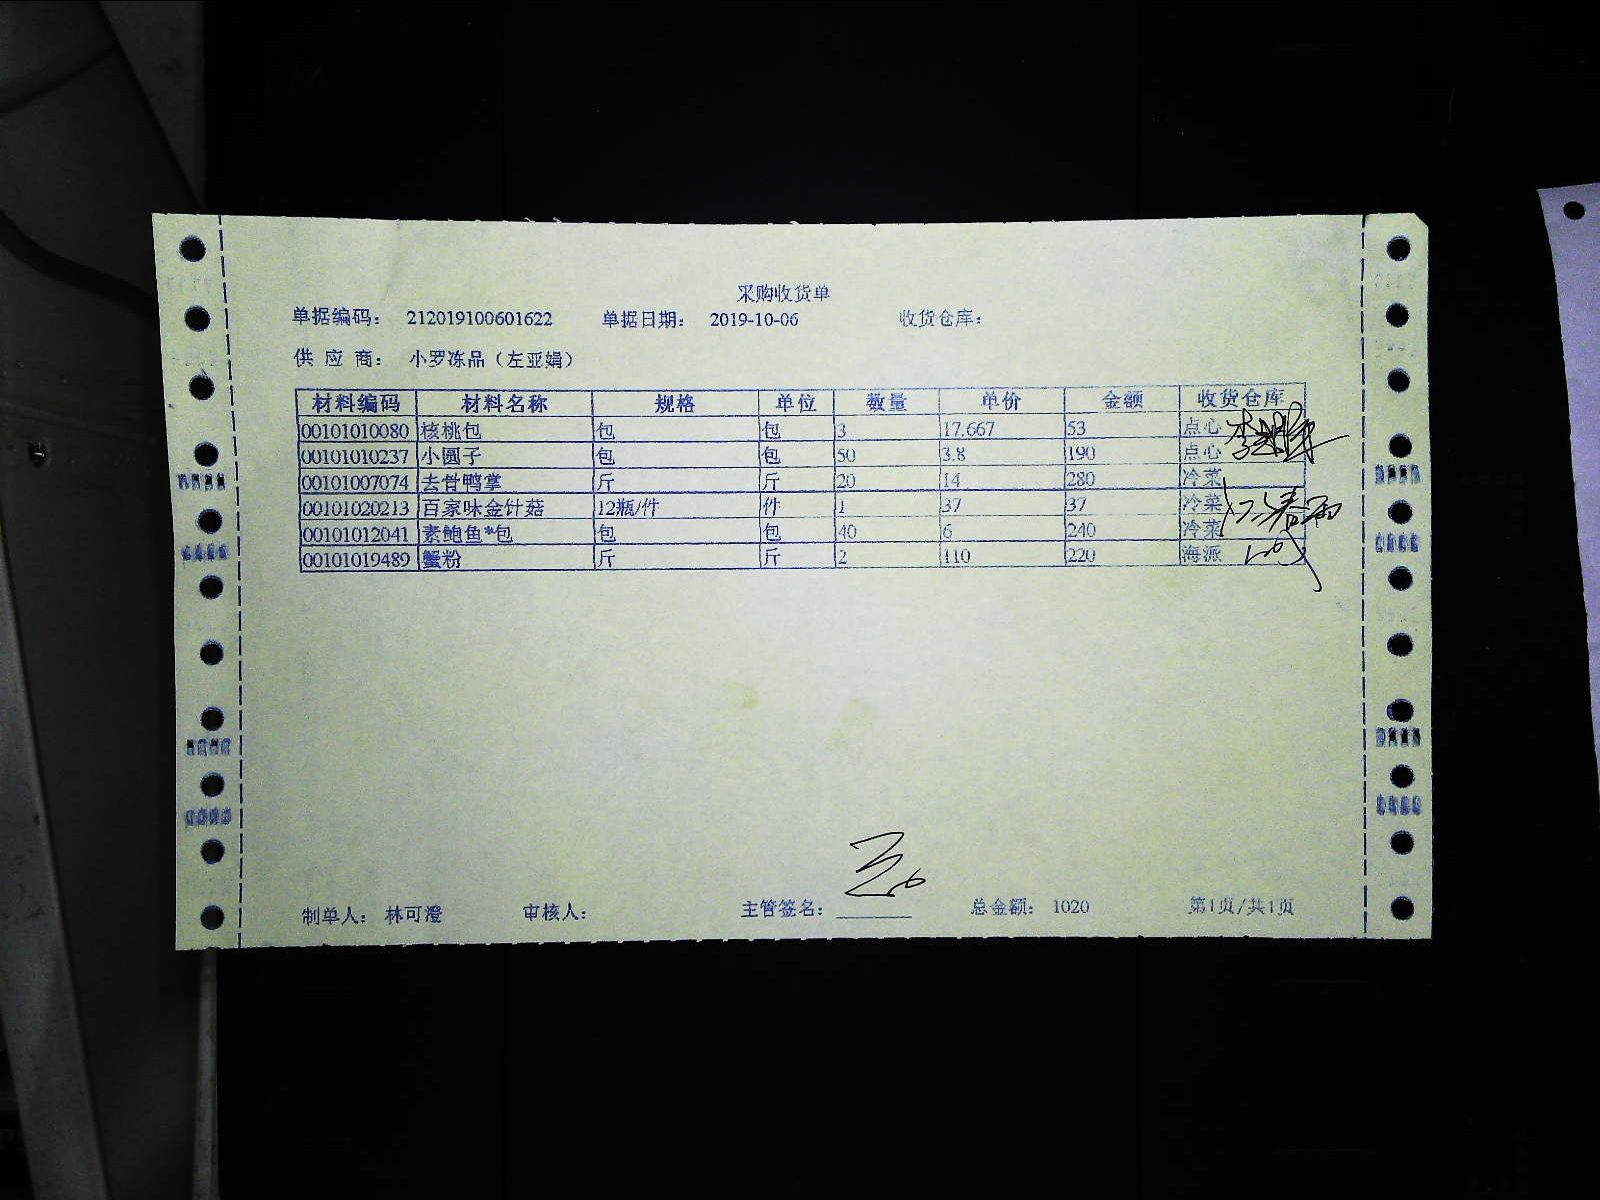 采购收货单
单据编码： 212019100601622 单据日期： 2019-10-06 收货仓库：
供 应 商： 小罗冻品（左亚娟）
材料编码 材料名称 规格 单位 数量 单价 金额 收货仓库
00101010080 核桃包 包 包 3 17.667 53 点心
00101010237 小圆子 包 包 50 3.8 190 点心
00101007074 去骨鸭掌 斤 斤 20 14 280 冷菜
00101020213 百家味金针菇 12瓶/件 件 1 37 37 冷菜
00101012041 素鲍鱼*包 包 包 40 6 240 冷菜
00101019489 蟹粉 斤 斤 2 110 220 海派
制单人： 林可澄 审核人： 主管签名： 总金额： 1020 第1页/共1页